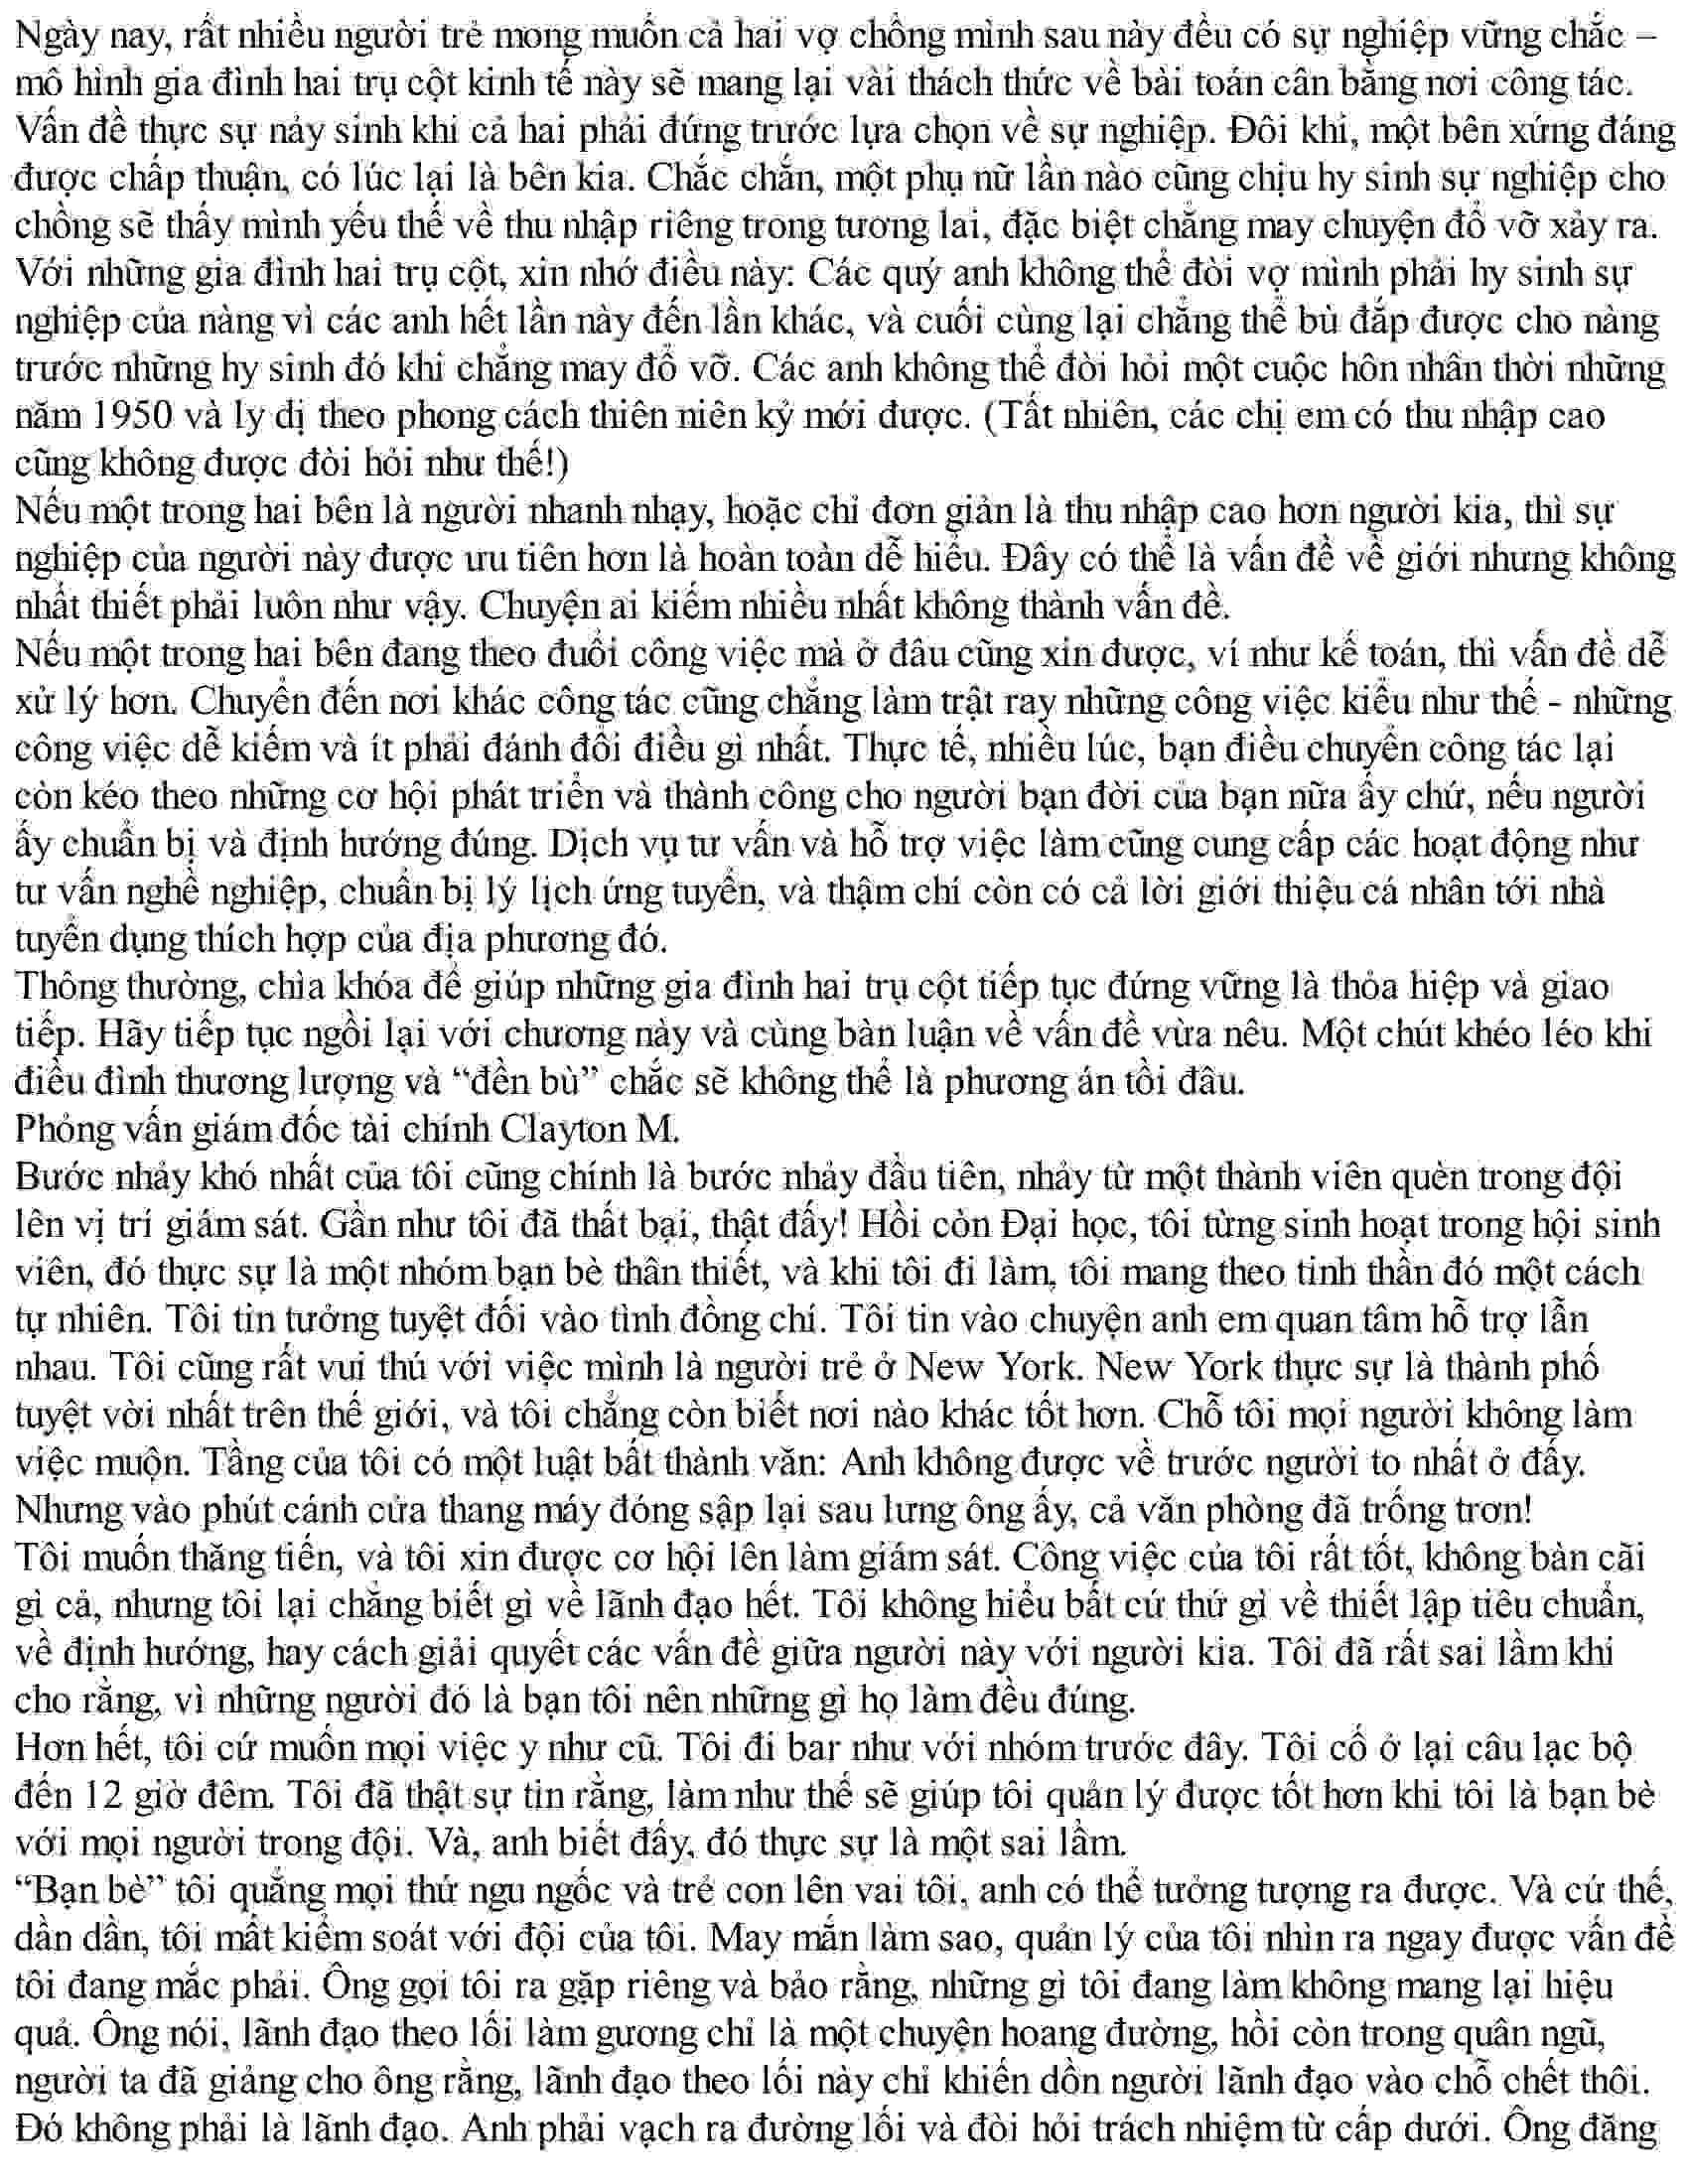 Ngày nay, rất nhiều người trẻ mong muốn cả hai vợ chồng mình sau này đều có sự nghiệp vững chắc –
mô hình gia đình hai trụ cột kinh tế này sẽ mang lại vài thách thức về bài toán cân bằng nơi công tác.
Vấn đề thực sự nảy sinh khi cả hai phải đứng trước lựa chọn về sự nghiệp. Đôi khi, một bên xứng đáng
được chấp thuận, có lúc lại là bên kia. Chắc chắn, một phụ nữ lần nào cũng chịu hy sinh sự nghiệp cho
chồng sẽ thấy mình yếu thế về thu nhập riêng trong tương lai, đặc biệt chẳng may chuyện đổ vỡ xảy ra.
Với những gia đình hai trụ cột, xin nhớ điều này: Các quý anh không thể đòi vợ mình phải hy sinh sự
nghiệp của nàng vì các anh hết lần này đến lần khác, và cuối cùng lại chẳng thể bù đắp được cho nàng
trước những hy sinh đó khi chẳng may đổ vỡ. Các anh không thể đòi hỏi một cuộc hôn nhân thời những
năm 1950 và ly dị theo phong cách thiên niên kỷ mới được. (Tất nhiên, các chị em có thu nhập cao
cũng không được đòi hỏi như thế!)
Nếu một trong hai bên là người nhanh nhạy, hoặc chỉ đơn giản là thu nhập cao hơn người kia, thì sự
nghiệp của người này được ưu tiên hơn là hoàn toàn dễ hiểu. Đây có thể là vấn đề về giới nhưng không
nhất thiết phải luôn như vậy. Chuyện ai kiếm nhiều nhất không thành vấn đề.
Nếu một trong hai bên đang theo đuổi công việc mà ở đâu cũng xin được, ví như kế toán, thì vấn đề dễ
xử lý hơn. Chuyển đến nơi khác công tác cũng chẳng làm trật ray những công việc kiểu như thế - những
công việc dễ kiếm và ít phải đánh đổi điều gì nhất. Thực tế, nhiều lúc, bạn điều chuyển công tác lại
còn kéo theo những cơ hội phát triển và thành công cho người bạn đời của bạn nữa ấy chứ, nếu người
ấy chuẩn bị và định hướng đúng. Dịch vụ tư vấn và hỗ trợ việc làm cũng cung cấp các hoạt động như
tư vấn nghề nghiệp, chuẩn bị lý lịch ứng tuyển, và thậm chí còn có cả lời giới thiệu cá nhân tới nhà
tuyển dụng thích hợp của địa phương đó.
Thông thường, chìa khóa để giúp những gia đình hai trụ cột tiếp tục đứng vững là thỏa hiệp và giao
tiếp. Hãy tiếp tục ngồi lại với chương này và cùng bàn luận về vấn đề vừa nêu. Một chút khéo léo khi
điều đình thương lượng và “đền bù” chắc sẽ không thể là phương án tồi đâu.
Phỏng vấn giám đốc tài chính Clayton M.
Bước nhảy khó nhất của tôi cũng chính là bước nhảy đầu tiên, nhảy từ một thành viên quèn trong đội
lên vị trí giám sát. Gần như tôi đã thất bại, thật đấy! Hồi còn Đại học, tôi từng sinh hoạt trong hội sinh
viên, đó thực sự là một nhóm bạn bè thân thiết, và khi tôi đi làm, tôi mang theo tinh thần đó một cách
tự nhiên. Tôi tin tưởng tuyệt đối vào tình đồng chí. Tôi tin vào chuyện anh em quan tâm hỗ trợ lẫn
nhau. Tôi cũng rất vui thú với việc mình là người trẻ ở New York. New York thực sự là thành phố
tuyệt vời nhất trên thế giới, và tôi chẳng còn biết nơi nào khác tốt hơn. Chỗ tôi mọi người không làm
việc muộn. Tầng của tôi có một luật bất thành văn: Anh không được về trước người to nhất ở đấy.
Nhưng vào phút cánh cửa thang máy đóng sập lại sau lưng ông ấy, cả văn phòng đã trống trơn!
Tôi muốn thăng tiến, và tôi xin được cơ hội lên làm giám sát. Công việc của tôi rất tốt, không bàn cãi
gì cả, nhưng tôi lại chẳng biết gì về lãnh đạo hết. Tôi không hiểu bất cứ thứ gì về thiết lập tiêu chuẩn,
về định hướng, hay cách giải quyết các vấn đề giữa người này với người kia. Tôi đã rất sai lầm khi
cho rằng, vì những người đó là bạn tôi nên những gì họ làm đều đúng.
Hơn hết, tôi cứ muốn mọi việc y như cũ. Tôi đi bar như với nhóm trước đây. Tôi cố ở lại câu lạc bộ
đến 12 giờ đêm. Tôi đã thật sự tin rằng, làm như thế sẽ giúp tôi quản lý được tốt hơn khi tôi là bạn bè
với mọi người trong đội. Và, anh biết đấy, đó thực sự là một sai lầm.
“Bạn bè” tôi quẳng mọi thứ ngu ngốc và trẻ con lên vai tôi, anh có thể tưởng tượng ra được. Và cứ thế,
dần dần, tôi mất kiểm soát với đội của tôi. May mắn làm sao, quản lý của tôi nhìn ra ngay được vấn đề
tôi đang mắc phải. Ông gọi tôi ra gặp riêng và bảo rằng, những gì tôi đang làm không mang lại hiệu
quả. Ông nói, lãnh đạo theo lối làm gương chỉ là một chuyện hoang đường, hồi còn trong quân ngũ,
người ta đã giảng cho ông rằng, lãnh đạo theo lối này chỉ khiến dồn người lãnh đạo vào chỗ chết thôi.
Đó không phải là lãnh đạo. Anh phải vạch ra đường lối và đòi hỏi trách nhiệm từ cấp dưới. Ông đăng